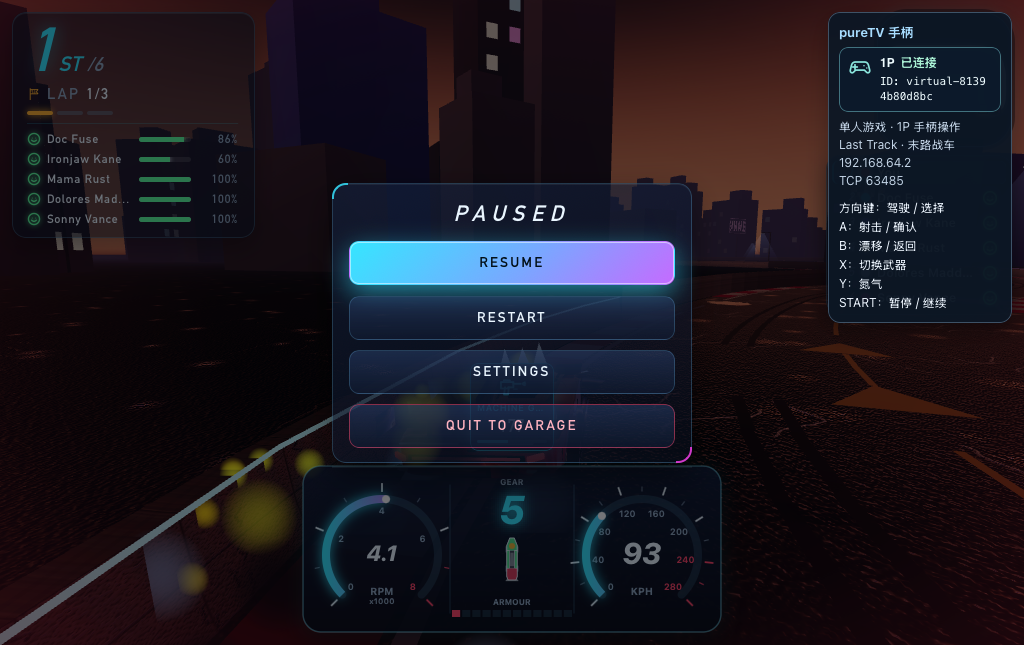 1 ST /6
LAP 1/3
Doc Fuse 86%
Ironjaw Kane 60%
Mama Rust 100%
Dolores Mad... 100%
Sonny Vance 100%
PAUSED
RESUME
RESTART
SETTINGS
QUIT TO GARAGE
pureTV 手柄
1P 已连接
ID: virtual-8139
4b80d8bc
单人游戏 · 1P 手柄操作
Last Track · 末路战车
192.168.64.2
TCP 63485
方向键: 驾驶 / 选择
A: 射击 / 确认
B: 漂移 / 返回
X: 切换武器
Y: 氮气
START: 暂停 / 继续
0 2 4 6 8
4.1
RPM
x1000
GEAR
5
ARMOUR
0 40 80 120 160 200 240 280
93
KPH